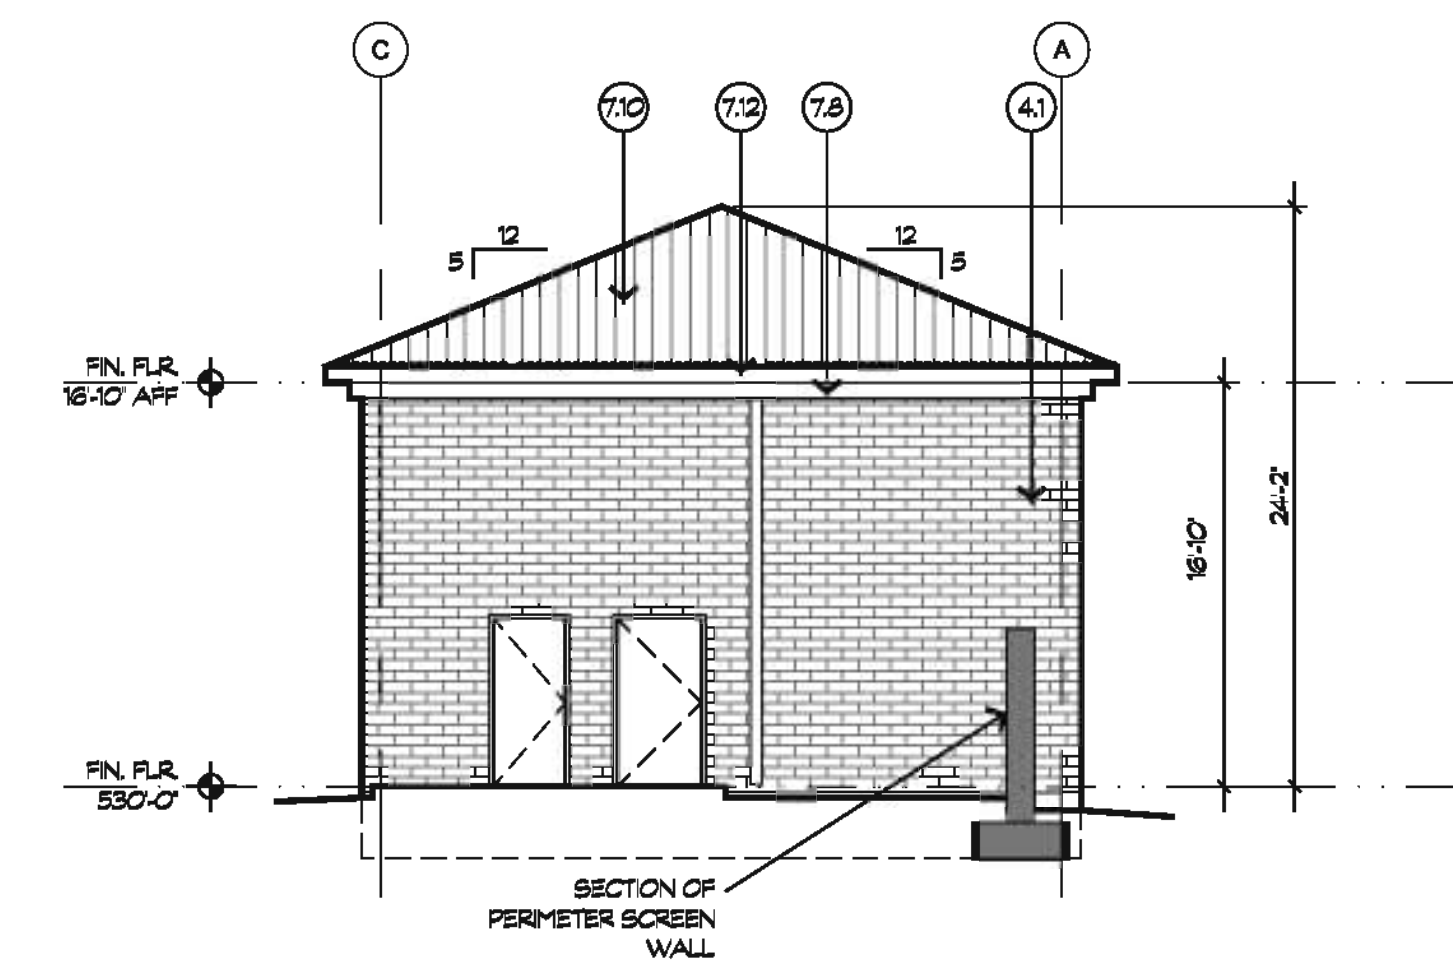 C
A
7.10
7.12
7.8
4.1
12
5
12
5
FIN. FLR.
16'-10" AFF
24'-2"
16'-10"
FIN. FLR.
530'-0"
SECTION OF
PERIMETER SCREEN
WALL